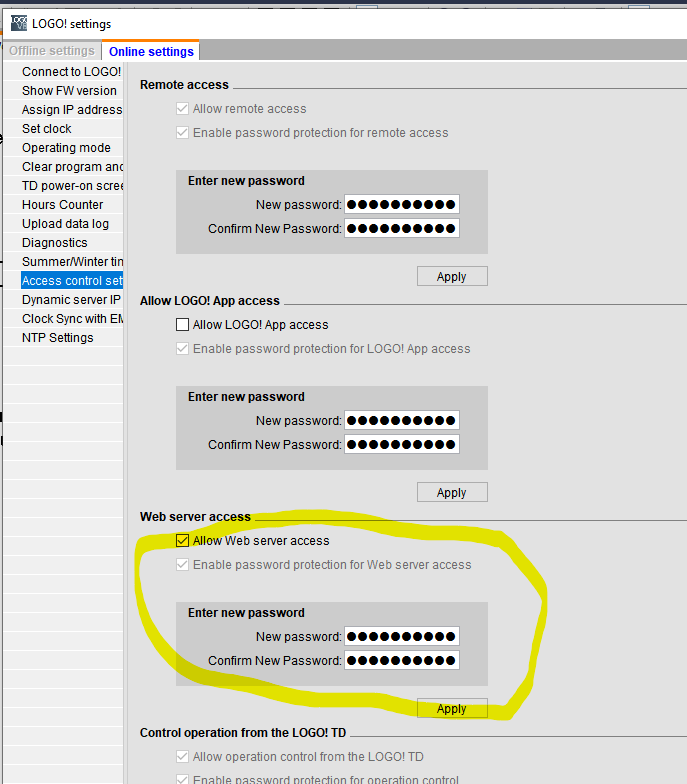 LOGO! settings
Offline settings
Online settings
Connect to LOGO!
Show FW version
Assign IP address
Set clock
Operating mode
Clear program and
TD power-on scree
Hours Counter
Upload data log
Diagnostics
Summer/Winter tin
Access control set
Dynamic server IP
Clock Sync with EM
NTP Settings
Remote access
Allow remote access
Enable password protection for remote access
Enter new password
New password: ●●●●●●●●●●
Confirm New Password: ●●●●●●●●●●
Apply
Allow LOGO! App access
Allow LOGO! App access
Enable password protection for LOGO! App access
Enter new password
New password: ●●●●●●●●●●
Confirm New Password: ●●●●●●●●●●
Apply
Web server access
Allow Web server access
Enable password protection for Web server access
Enter new password
New password: ●●●●●●●●●●
Confirm New Password: ●●●●●●●●●●
Apply
Control operation from the LOGO! TD
Allow operation control from the LOGO! TD
Enable password protection for operation control